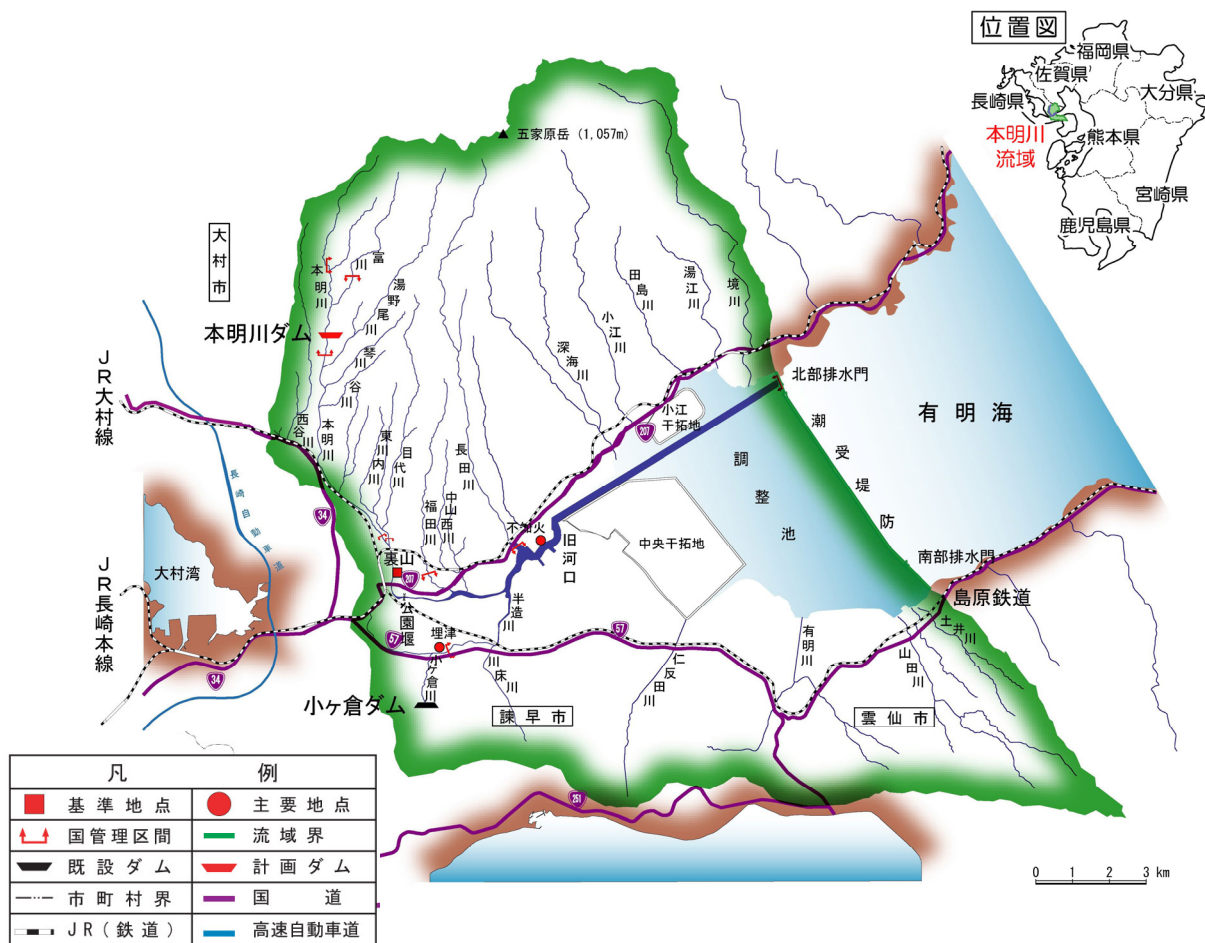 位置図
福岡県
佐賀県
大分県
長崎県
本明川
流域
熊本県
宮崎県
鹿児島県
五家原岳 (1,057m)
大村市
本明川
富川
湯野尾川
本明川ダム
琴川
谷川
西谷川
本明川
東川内川
目代川
福田川
中山西川
長田川
深海川
小江川
田島川
湯江川
境川
北部排水門
有明海
潮受堤防
調整池
小江
干拓地
207
中央干拓地
南部排水門
島原鉄道
JR大村線
長崎自動車道
34
大村湾
JR長崎本線
34
不知火
旧河口
裏山
207
公園堰
半造川
57
埋津
小ヶ倉川
川床川
57
仁反田川
有明川
山田川
土井川
小ヶ倉ダム
諫早市
雲仙市
251
凡例
基準地点
主要地点
国管理区間
流域界
既設ダム
計画ダム
市町村界
国道
JR(鉄道)
高速自動車道
0 1 2 3 km